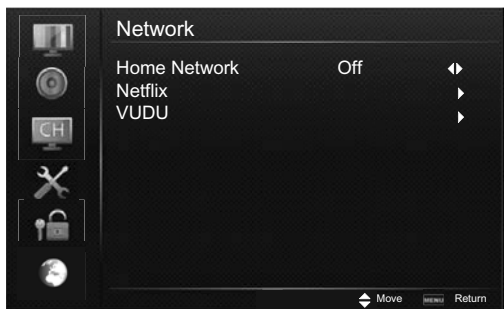 Network
Home Network Off
Netflix
VUDU
CH
Move MENU Return